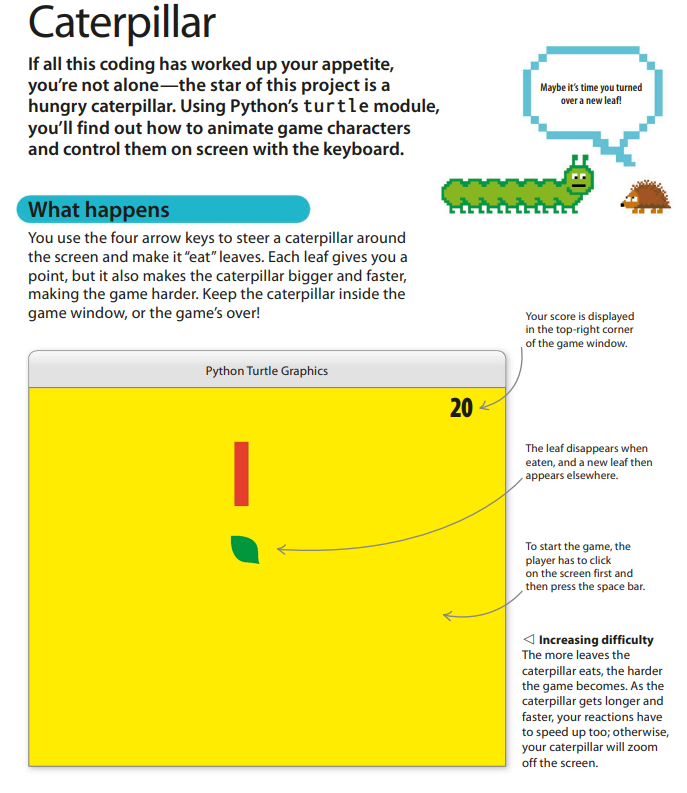 Caterpillar
If all this coding has worked up your appetite,
you're not alone—the star of this project is a
hungry caterpillar. Using Python's turtle module,
you'll find out how to animate game characters
and control them on screen with the keyboard.
Maybe it's time you turned
over a new leaf!
What happens
You use the four arrow keys to steer a caterpillar around
the screen and make it “eat” leaves. Each leaf gives you a
point, but it also makes the caterpillar bigger and faster,
making the game harder. Keep the caterpillar inside the
game window, or the game's over!
Your score is displayed
in the top-right corner
of the game window.
Python Turtle Graphics
20
The leaf disappears when
eaten, and a new leaf then
appears elsewhere.
To start the game, the
player has to click
on the screen first and
then press the space bar.
◁ Increasing difficulty
The more leaves the
caterpillar eats, the harder
the game becomes. As the
caterpillar gets longer and
faster, your reactions have
to speed up too; otherwise,
your caterpillar will zoom
off the screen.